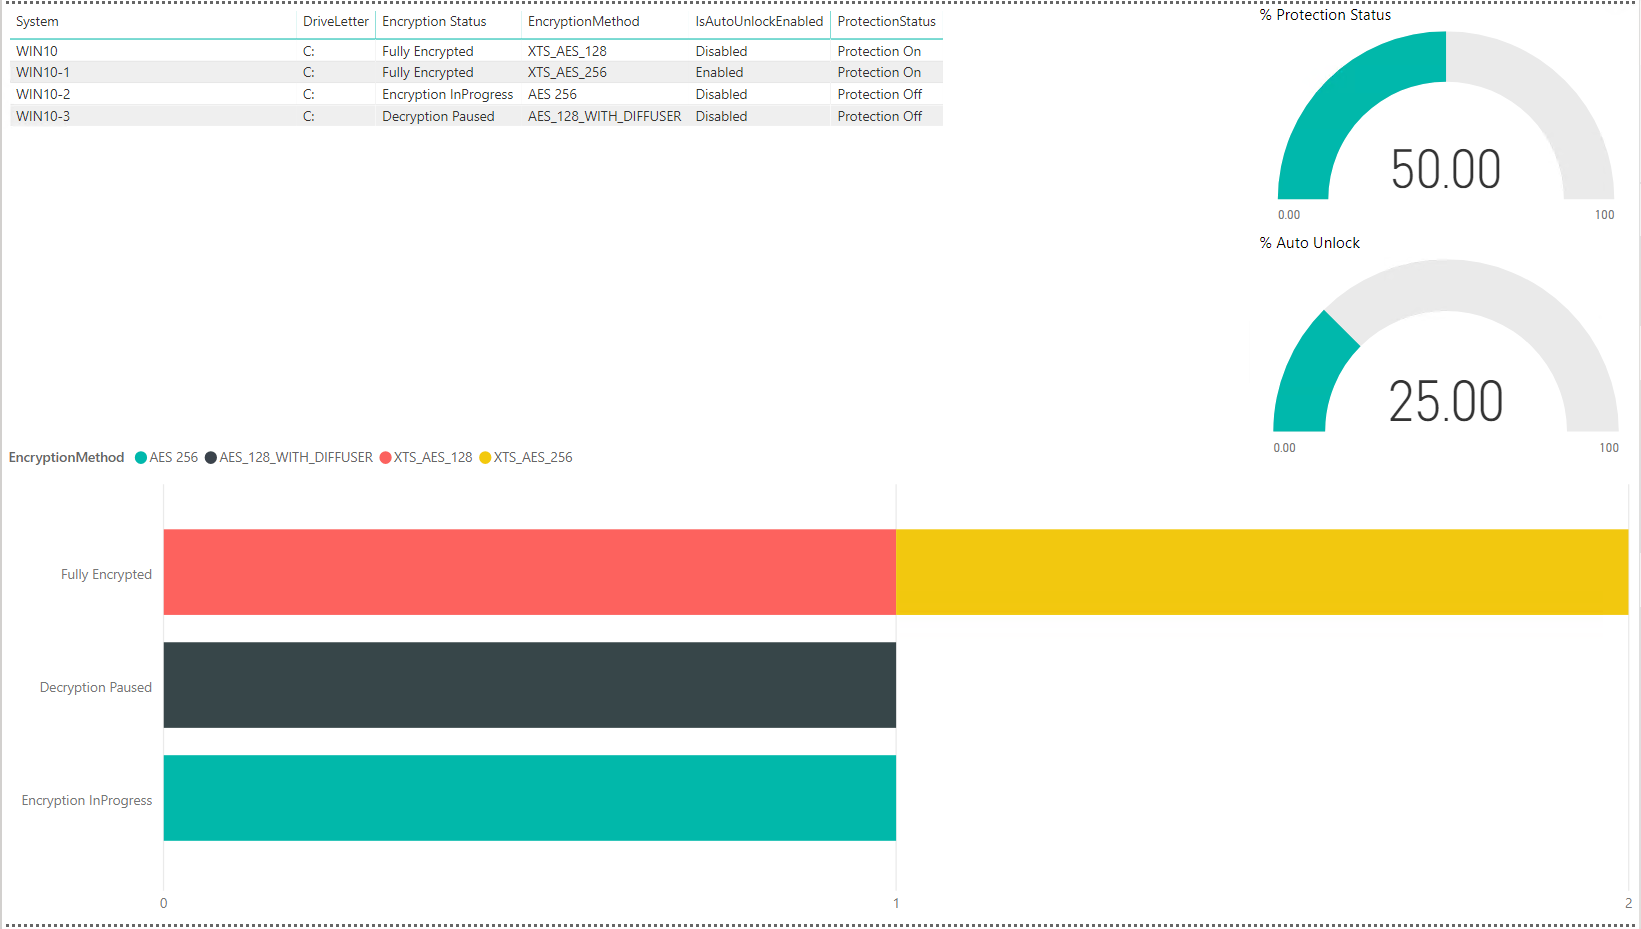 System DriveLetter Encryption Status EncryptionMethod IsAutoUnlockEnabled ProtectionStatus
WIN10 C: Fully Encrypted XTS_AES_128 Disabled Protection On
WIN10-1 C: Fully Encrypted XTS_AES_256 Enabled Protection On
WIN10-2 C: Encryption InProgress AES 256 Disabled Protection Off
WIN10-3 C: Decryption Paused AES_128_WITH_DIFFUSER Disabled Protection Off
% Protection Status
50.00
0.00 100
% Auto Unlock
25.00
0.00 100
EncryptionMethod AES 256 AES_128_WITH_DIFFUSER XTS_AES_128 XTS_AES_256
Fully Encrypted
Decryption Paused
Encryption InProgress
0 1 2